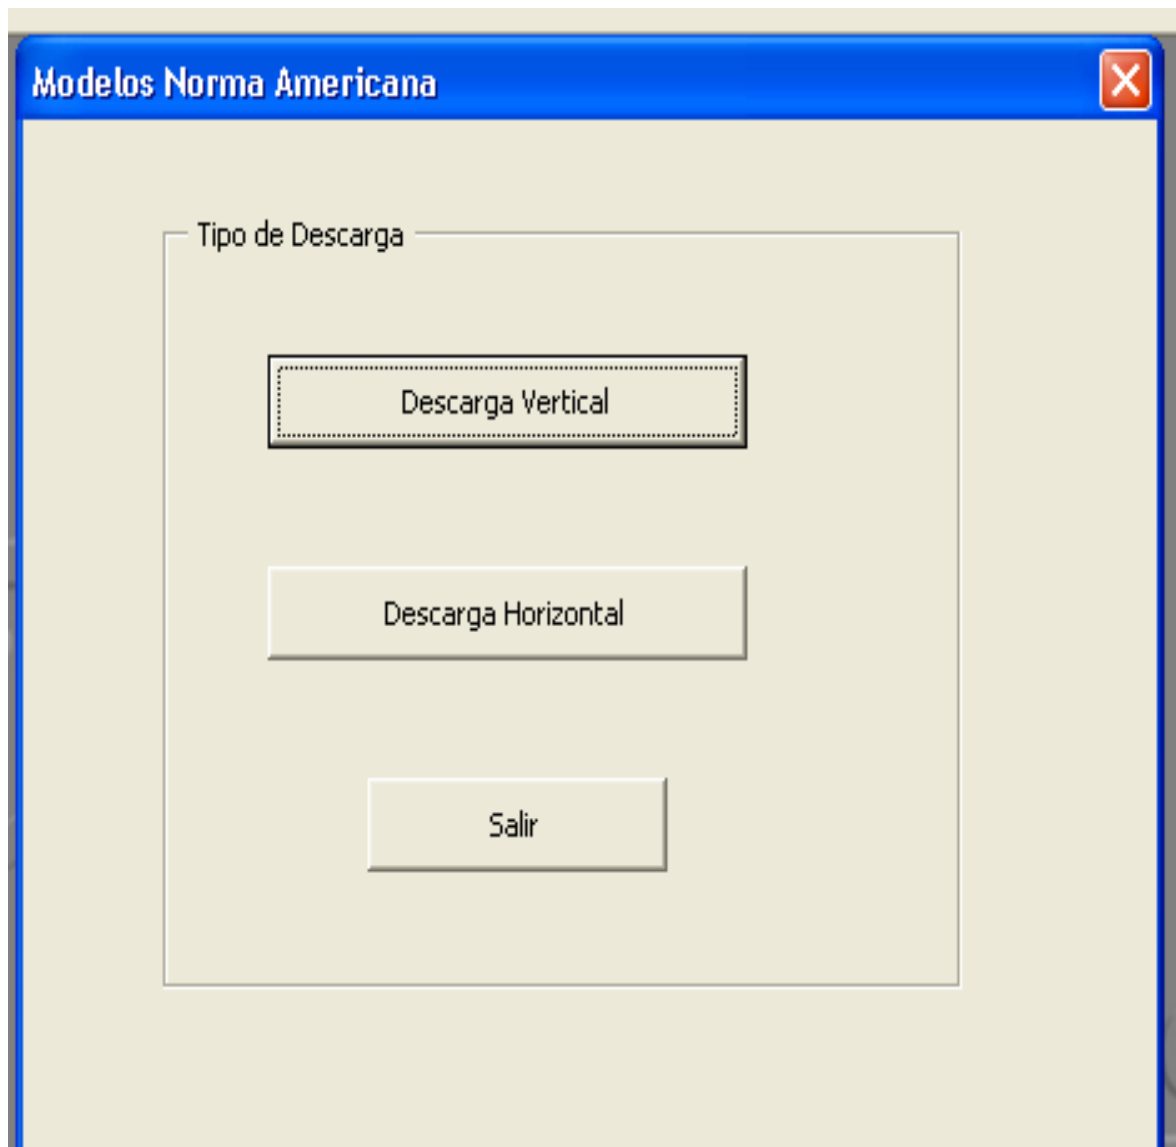 Modelos Norma Americana
Tipo de Descarga
Descarga Vertical
Descarga Horizontal
Salir